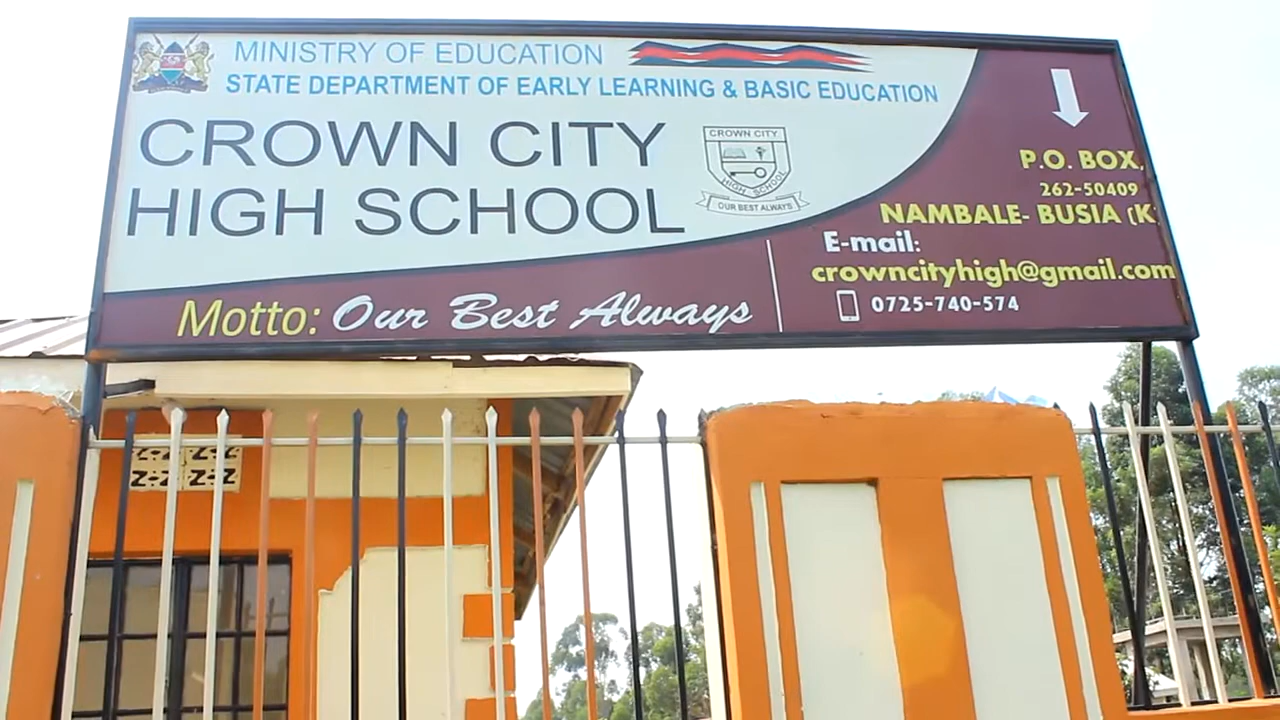 MINISTRY OF EDUCATION
STATE DEPARTMENT OF EARLY LEARNING & BASIC EDUCATION
CROWN CITY
HIGH SCHOOL
CROWN CITY
HIGH SCHOOL
OUR BEST ALWAYS
Motto: Our Best Always
P.O. BOX,
262-50409
NAMBALE- BUSIA (K
E-mail:
crowncityhigh@gmail.com
0725-740-574